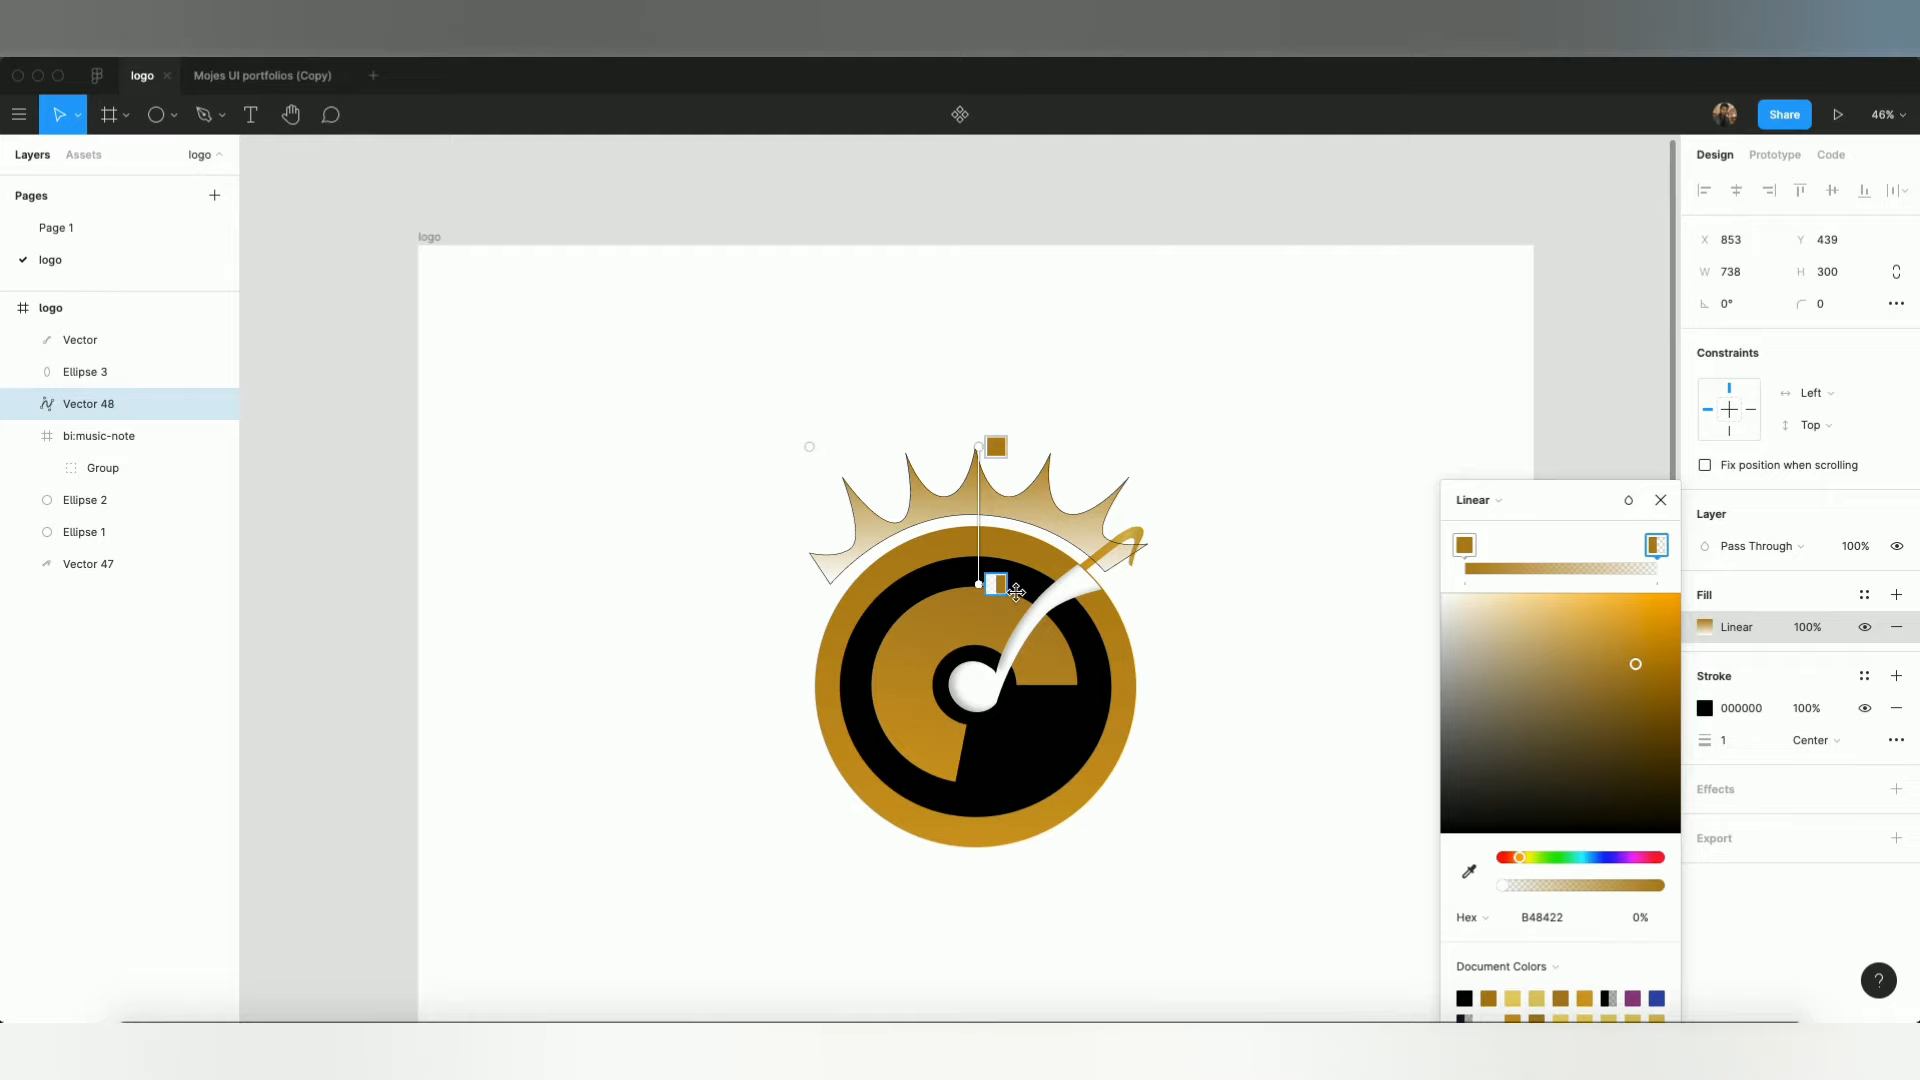 logo
Mojes UI portfolios (Copy)
Share
46%
Layers
Assets
logo
Pages
Page 1
logo
logo
Vector
Ellipse 3
Vector 48
bi:music-note
Group
Ellipse 2
Ellipse 1
Vector 47
logo
Design
Prototype
Code
X 853
Y 439
W 738
H 300
0°
0
Constraints
Left
Top
Fix position when scrolling
Layer
Pass Through
100%
Fill
Linear
100%
Stroke
000000
100%
1
Center
Effects
Export
Linear
Hex
B48422
0%
Document Colors
?